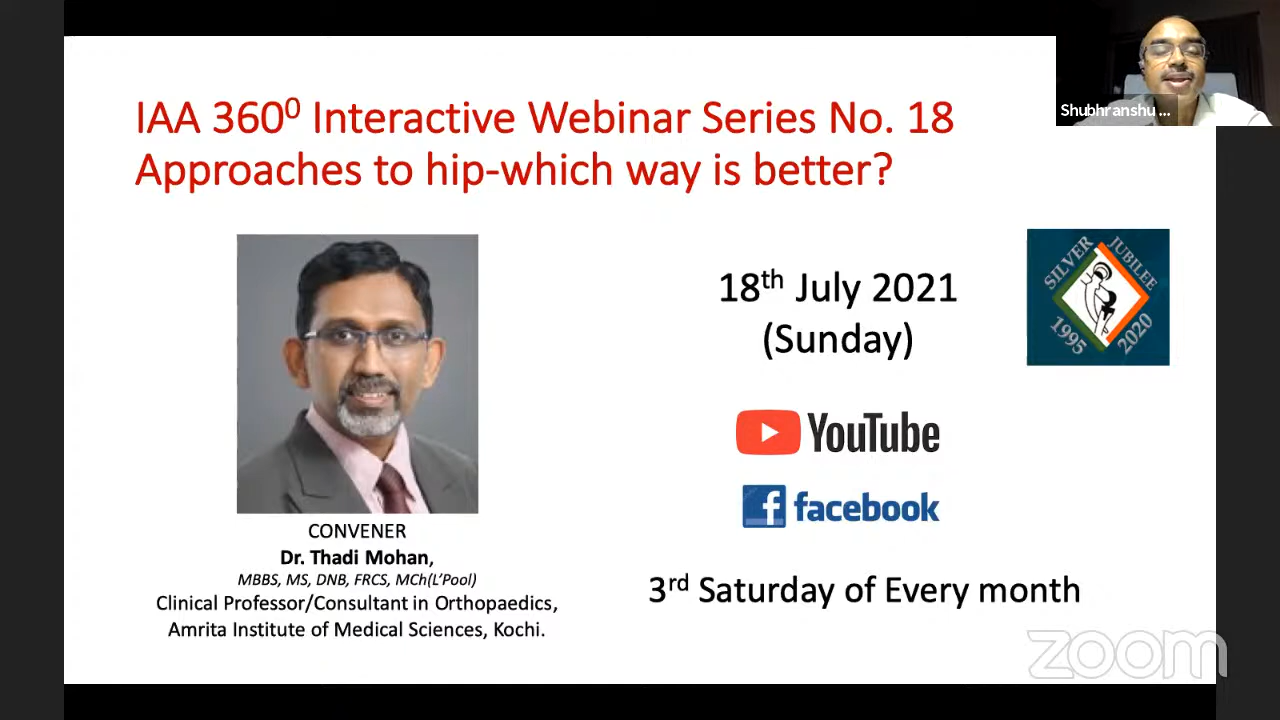 IAA 360⁰ Interactive Webinar Series No. 18
Approaches to hip-which way is better?
Shubhranshu ...
18th July 2021
(Sunday)
SILVER JUBILEE
1995 2020
YouTube
facebook
CONVENER
Dr. Thadi Mohan,
MBBS, MS, DNB, FRCS, MCh(L'Pool)
Clinical Professor/Consultant in Orthopaedics,
Amrita Institute of Medical Sciences, Kochi.
3rd Saturday of Every month
zoom